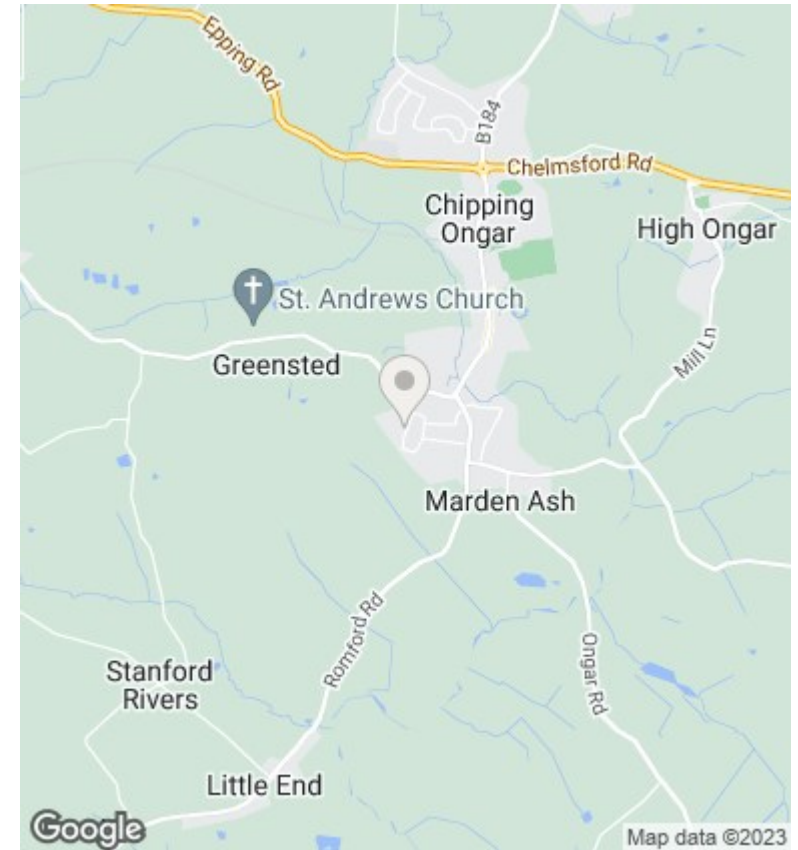 Epping Rd
B184
Chelmsford Rd
Chipping
Ongar
High Ongar
St. Andrews Church
Mill Ln
Greensted
Marden Ash
Romford Rd
Ongar Rd
Stanford
Rivers
Little End
Google
Map data ©2023